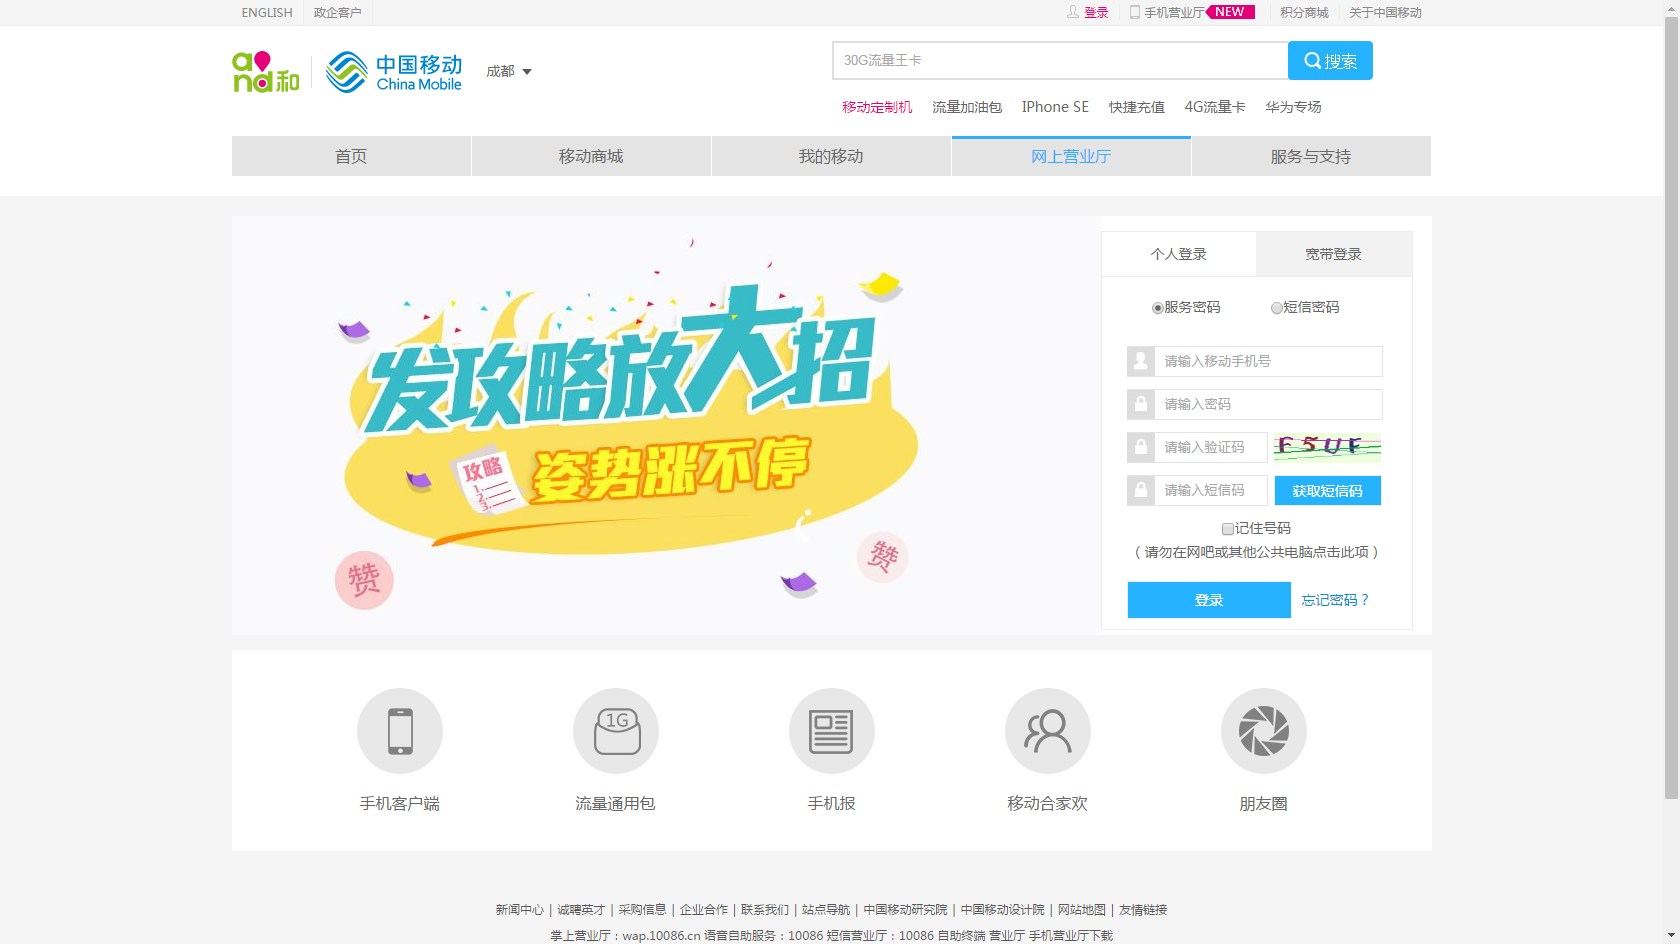 ENGLISH 政企客户 登录 手机营业厅 NEW 积分商城 关于中国移动
and和 中国移动 China Mobile 成都 30G流量王卡 搜索
移动定制机 流量加油包 IPhone SE 快捷充值 4G流量卡 华为专场
首页 移动商城 我的移动 网上营业厅 服务与支持
发攻略放大招
攻略
1.
2.
3.
姿势涨不停
赞
赞
个人登录 宽带登录
服务密码 短信密码
请输入移动手机号
请输入密码
请输入验证码
请输入短信码 获取短信码
记住号码
（请勿在网吧或其他公共电脑点击此项）
登录 忘记密码？
1G
手机客户端 流量通用包 手机报 移动合家欢 朋友圈
新闻中心 | 诚聘英才 | 采购信息 | 企业合作 | 联系我们 | 站点导航 | 中国移动研究院 | 中国移动设计院 | 网站地图 | 友情链接
掌上营业厅：wap.10086.cn 语音自助服务：10086 短信营业厅：10086 自助终端 营业厅 手机营业厅下载